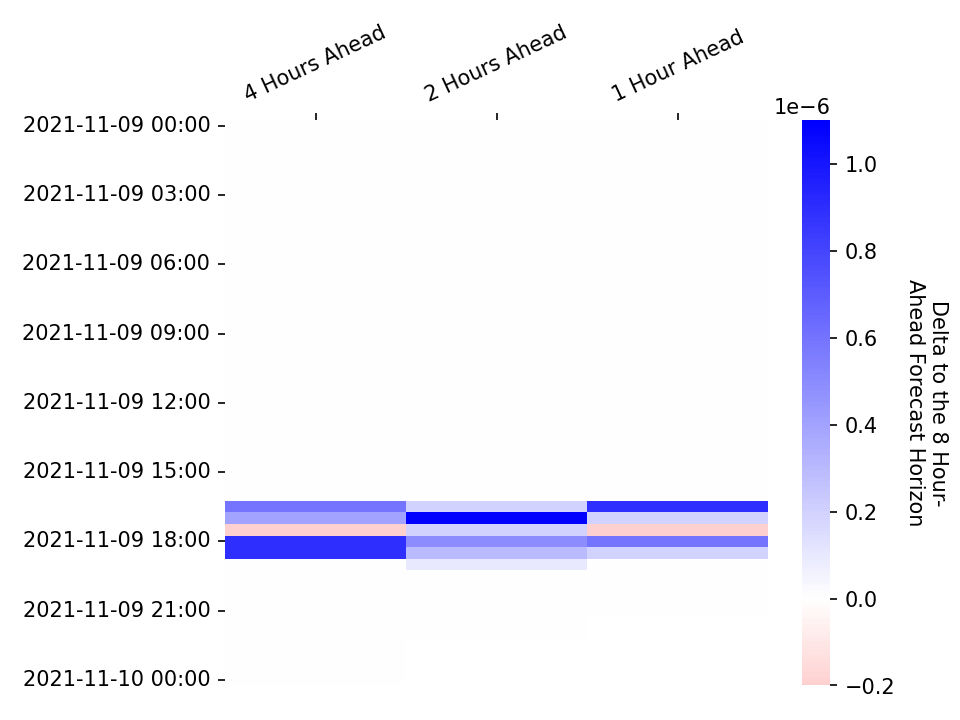 4 Hours Ahead
2 Hours Ahead
1 Hour Ahead
1e−6
2021-11-09 00:00
2021-11-09 03:00
2021-11-09 06:00
2021-11-09 09:00
2021-11-09 12:00
2021-11-09 15:00
2021-11-09 18:00
2021-11-09 21:00
2021-11-10 00:00
1.0
0.8
0.6
0.4
0.2
0.0
−0.2
Delta to the 8 Hour-
Ahead Forecast Horizon